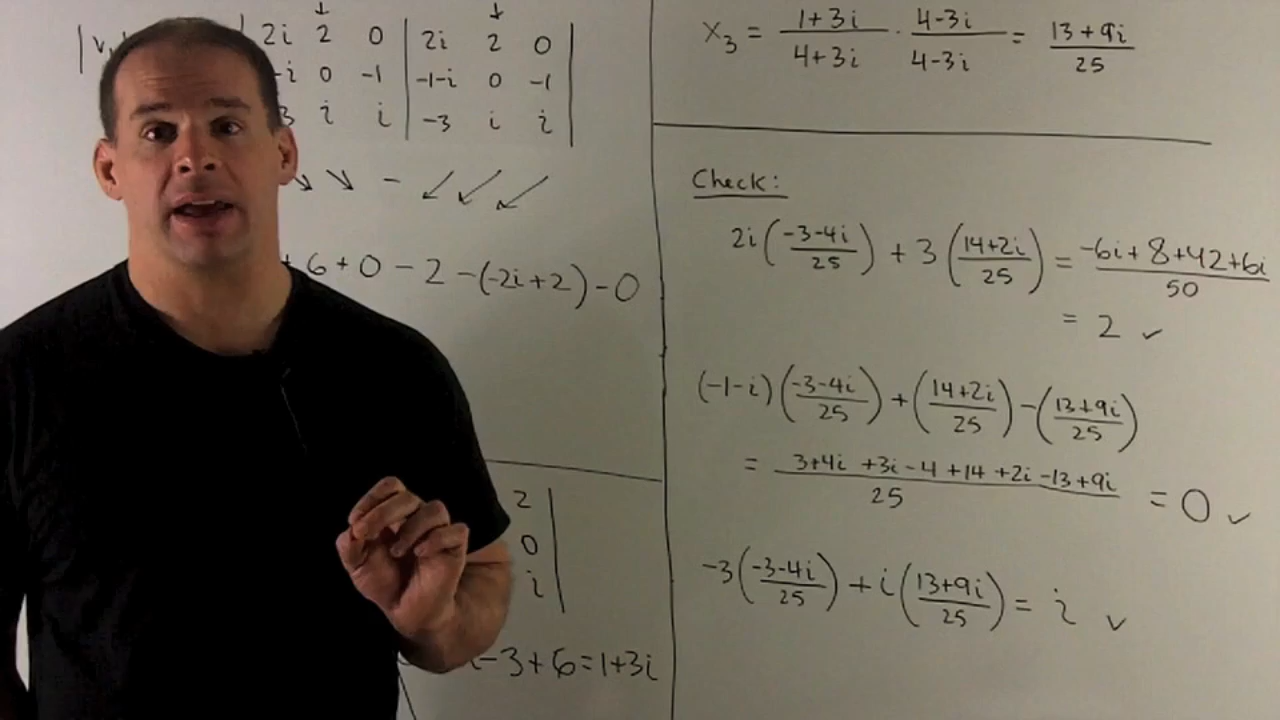 2i 2 0 | 2i 2 0 |
-i 0 -1 | -1-i 0 -1 |
i i | -3 i i |
-
6 + 0 - 2 - (-2i+2) - 0
2 |
0
i
-3+6=1+3i
x₃ = (1+3i)/(4+3i) · (4-3i)/(4-3i) = (13+9i)/25
Check:
2i((-3-4i)/25) + 3((14+2i)/25) = (-6i+8+42+6i)/50
= 2 ✓
(-1-i)((-3-4i)/25) + ((14+2i)/25) - ((13+9i)/25)
= (3+4i+3i-4+14+2i-13+9i)/25 = 0 ✓
-3((-3-4i)/25) + i((13+9i)/25) = i ✓